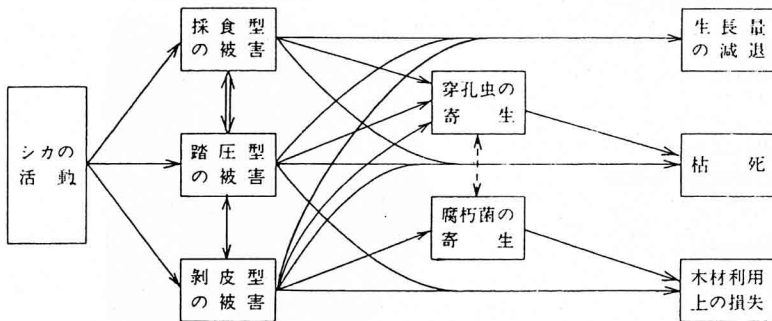 採食型
の被害
生長量
の減退
穿孔虫の
寄生
シカの
活動
踏圧型
の被害
枯死
腐朽菌の
寄生
剝皮型
の被害
木材利用
上の損失